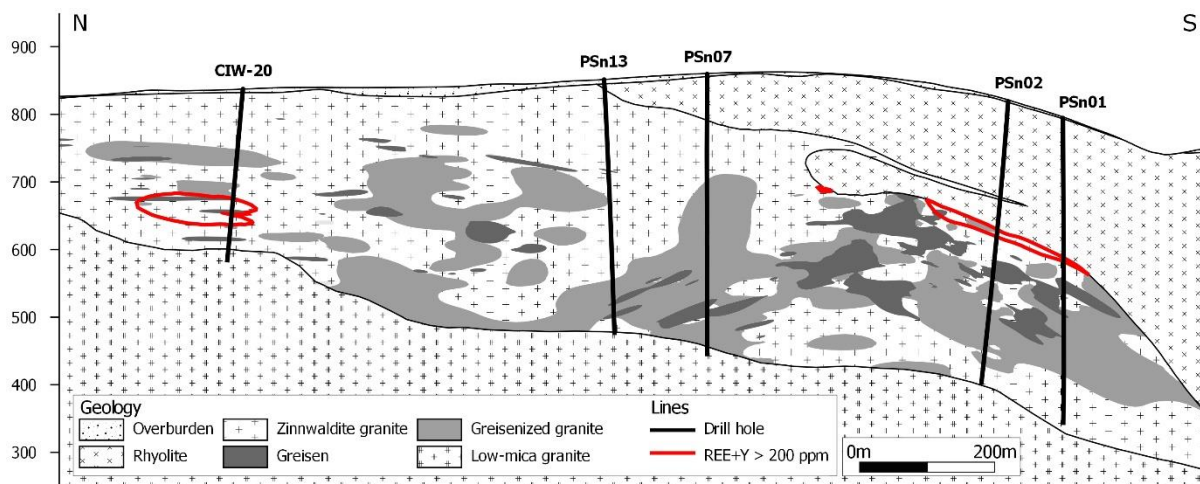 N
S
900
800
700
600
500
400
300
CIW-20
PSn13
PSn07
PSn02
PSn01
Geology
Overburden
Zinnwaldite granite
Greisenized granite
Rhyolite
Greisen
Low-mica granite
Lines
Drill hole
REE+Y > 200 ppm
0m 200m